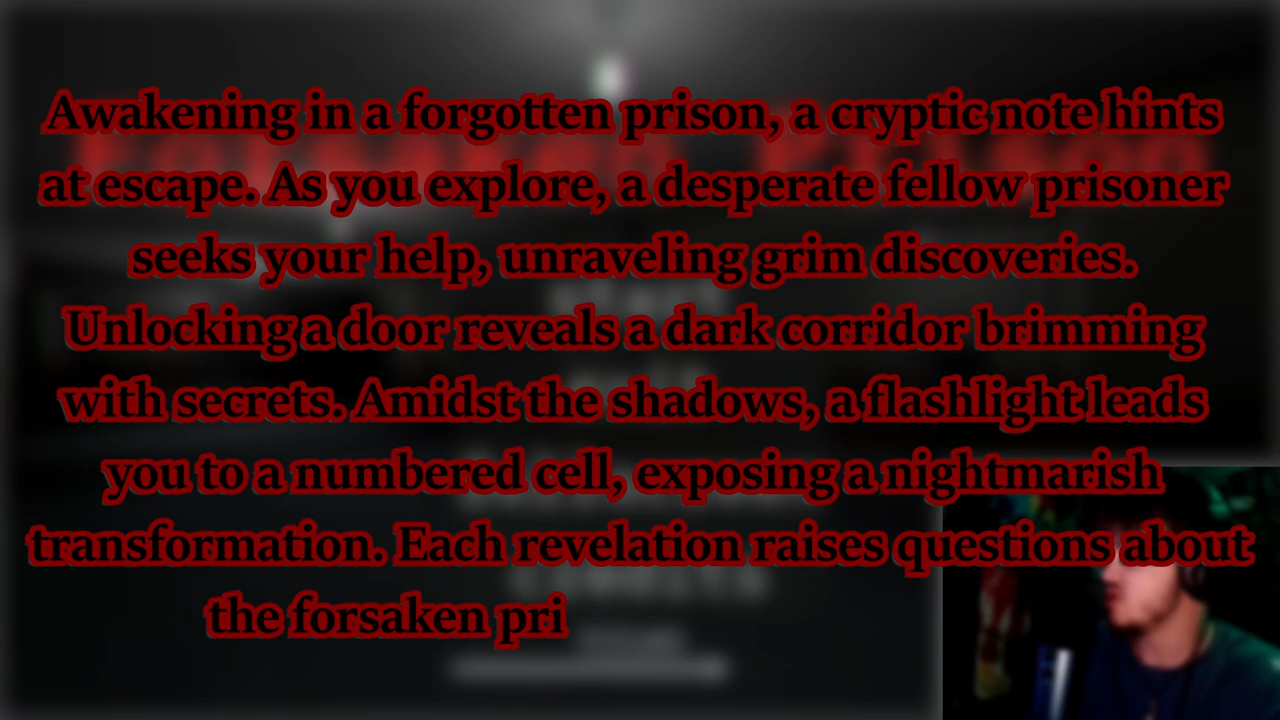 Awakening in a forgotten prison, a cryptic note hints
at escape. As you explore, a desperate fellow prisoner
seeks your help, unraveling grim discoveries.
Unlocking a door reveals a dark corridor brimming
with secrets. Amidst the shadows, a flashlight leads
you to a numbered cell, exposing a nightmarish
transformation. Each revelation raises questions about
the forsaken pri